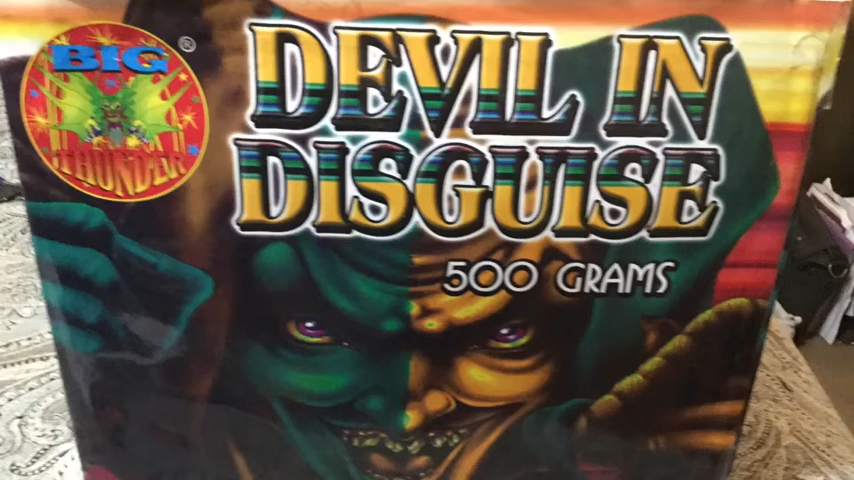 BIG
THUNDER
®
DEVIL IN
DISGUISE
500 GRAMS